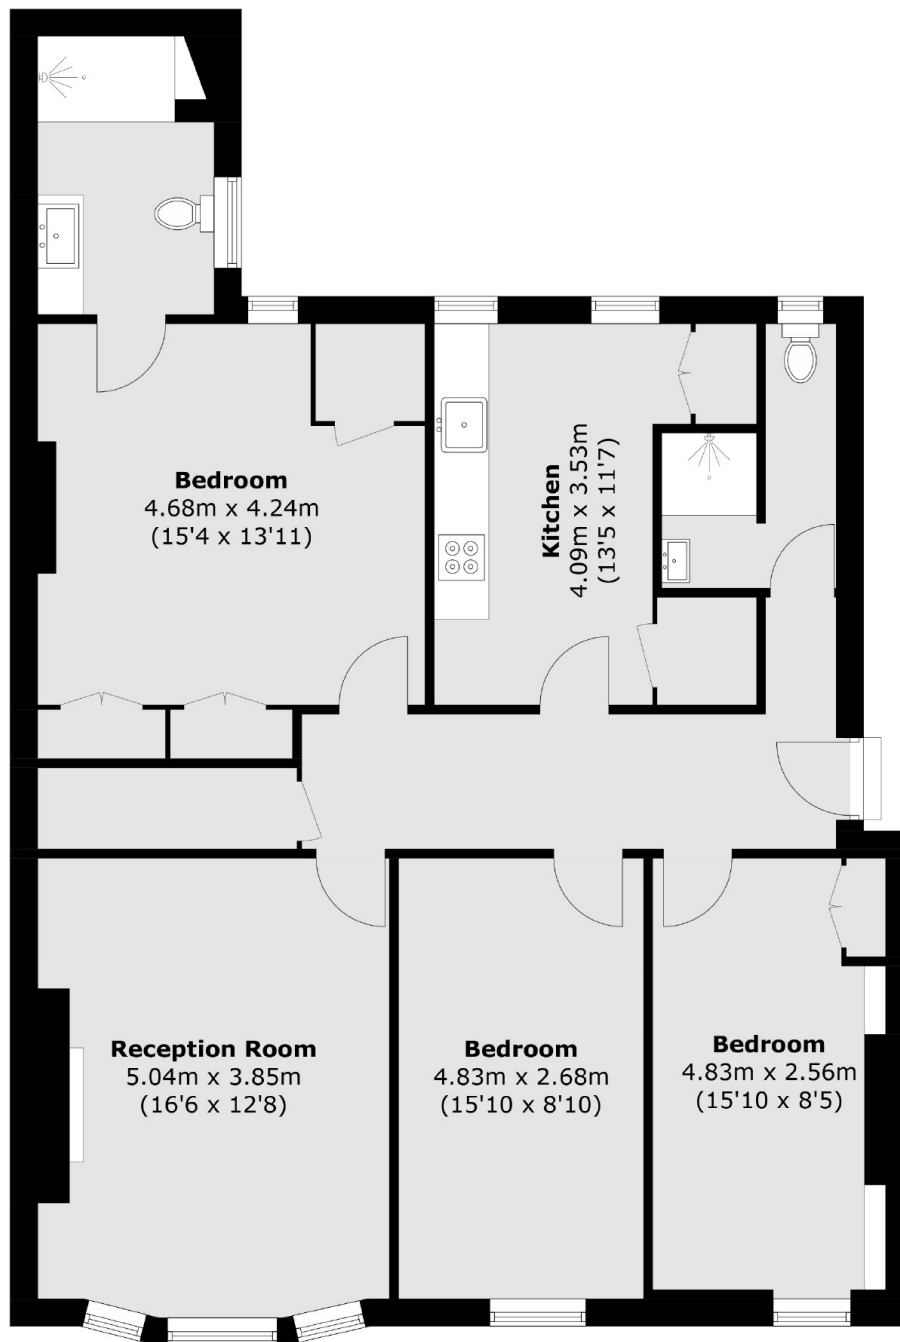 Bedroom
4.68m x 4.24m
(15'4 x 13'11)
Kitchen
4.09m x 3.53m
(13'5 x 11'7)
Reception Room
5.04m x 3.85m
(16'6 x 12'8)
Bedroom
4.83m x 2.68m
(15'10 x 8'10)
Bedroom
4.83m x 2.56m
(15'10 x 8'5)